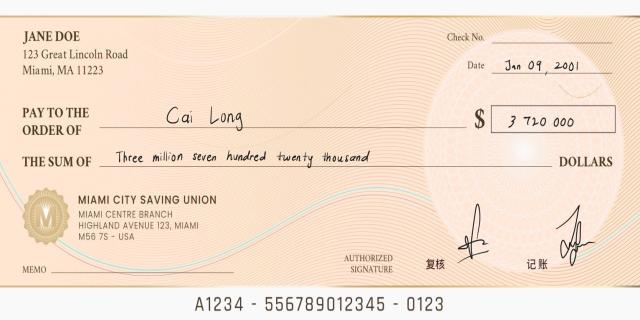 JANE DOE
123 Great Lincoln Road
Miami, MA 11223
Check No.
Date Jan 09, 2001
PAY TO THE
ORDER OF Cai Long
$ 3 720 000
THE SUM OF Three million seven hundred twenty thousand DOLLARS
MIAMI CITY SAVING UNION
MIAMI CENTRE BRANCH
HIGHLAND AVENUE 123, MIAMI
M56 7S - USA
MEMO
AUTHORIZED
SIGNATURE
复核
记账
A1234 - 556789012345 - 0123